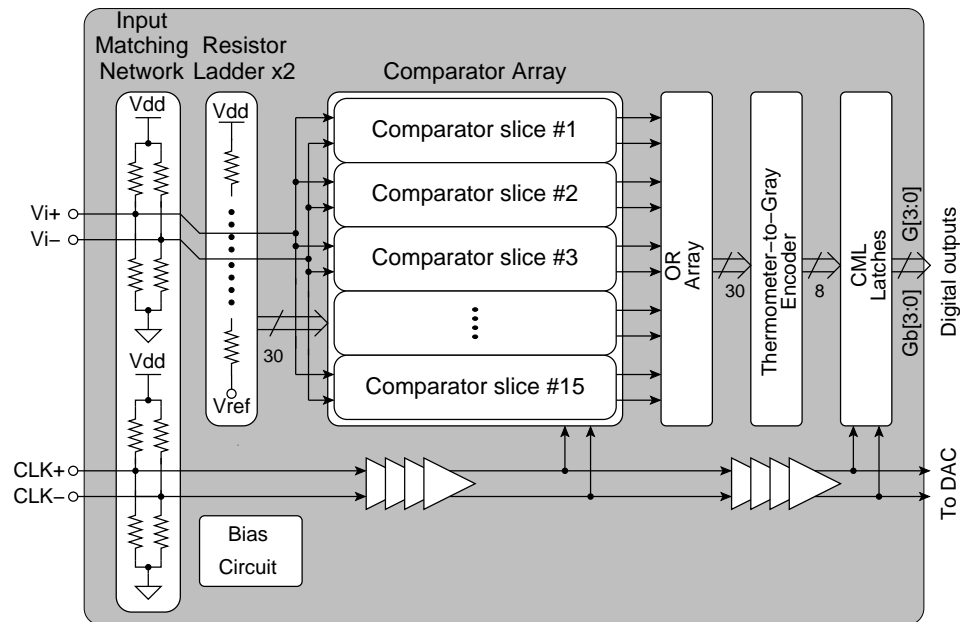 Input
Matching
Network
Resistor
Ladder x2
Comparator Array
Vdd
Vdd
Vi+
Vi−
Comparator slice #1
Comparator slice #2
Comparator slice #3
Comparator slice #15
OR
Array
Thermometer−to−Gray
Encoder
CML
Latches
30
30
8
G[3:0]
Gb[3:0]
Digital outputs
Vref
Vdd
CLK+
CLK−
To DAC
Bias
Circuit